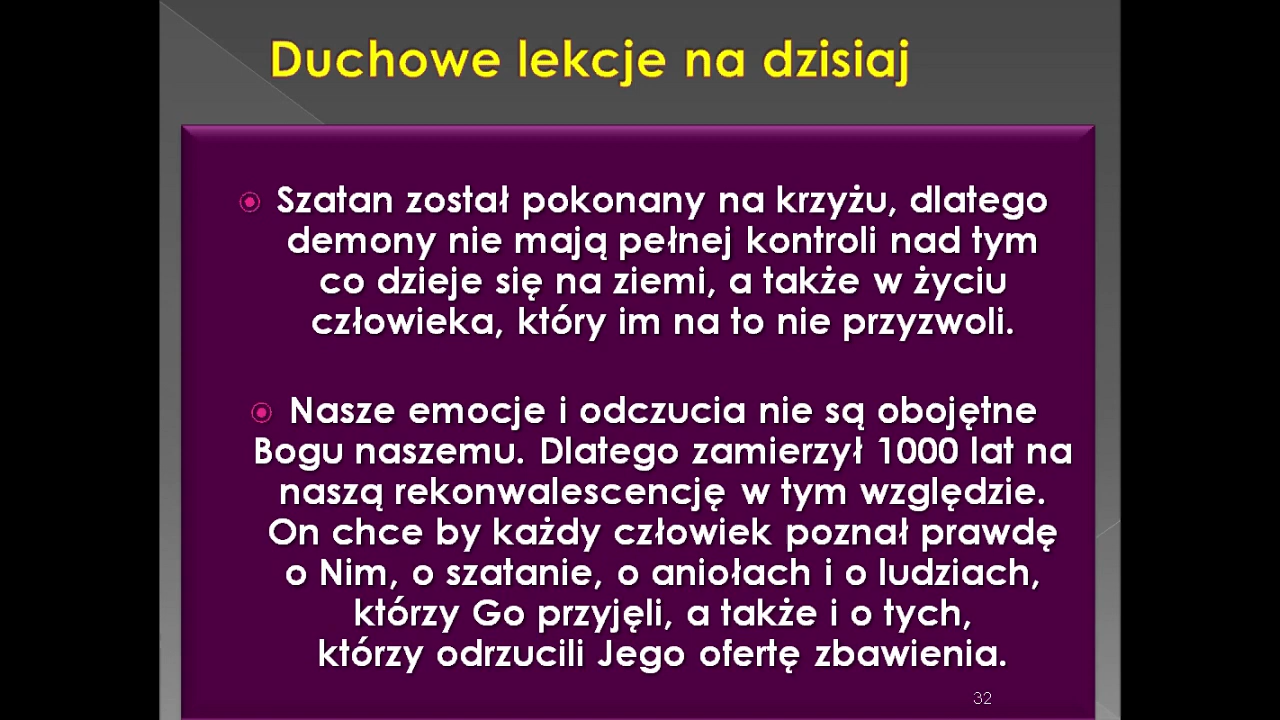 Duchowe lekcje na dzisiaj
Szatan został pokonany na krzyżu, dlatego
demony nie mają pełnej kontroli nad tym
co dzieje się na ziemi, a także w życiu
człowieka, który im na to nie przyzwoli.
Nasze emocje i odczucia nie są obojętne
Bogu naszemu. Dlatego zamierzył 1000 lat na
naszą rekonwalescencję w tym względzie.
On chce by każdy człowiek poznał prawdę
o Nim, o szatanie, o aniołach i o ludziach,
którzy Go przyjęli, a także i o tych,
którzy odrzucili Jego ofertę zbawienia.
32